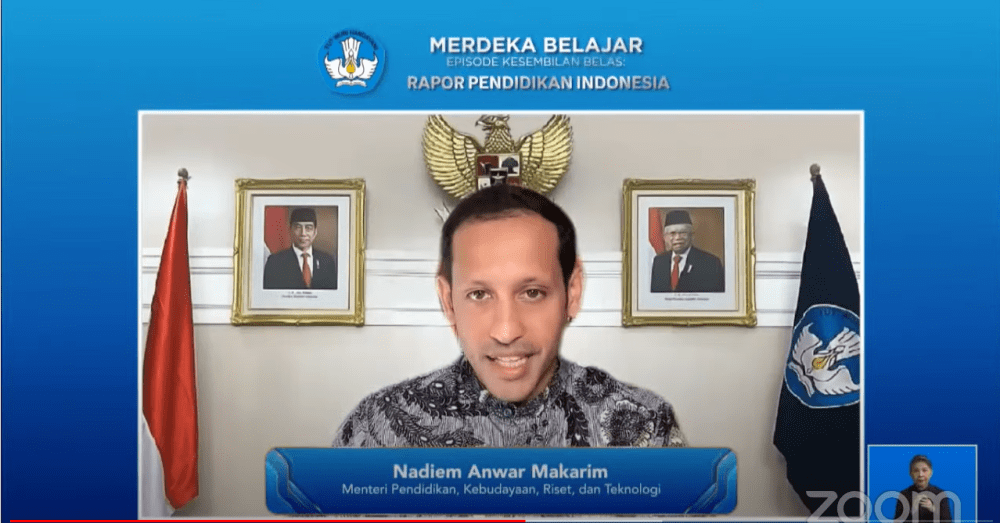 MERDEKA BELAJAR
EPISODE KESEMBILAN BELAS:
RAPOR PENDIDIKAN INDONESIA
Nadiem Anwar Makarim
Menteri Pendidikan, Kebudayaan, Riset, dan Teknologi
zoom